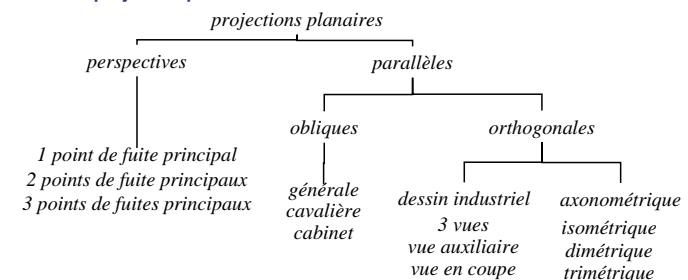 projections planaires
perspectives
parallèles
obliques
orthogonales
1 point de fuite principal
2 points de fuite principaux
3 points de fuites principaux
générale
cavalière
cabinet
dessin industriel
3 vues
vue auxiliaire
vue en coupe
axonométrique
isométrique
dimétrique
trimétrique